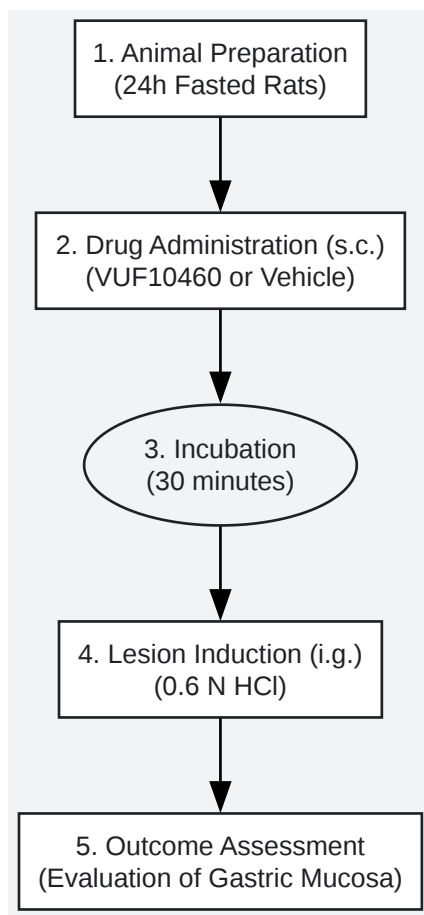 1. Animal Preparation
(24h Fasted Rats)
2. Drug Administration (s.c.)
(VUF10460 or Vehicle)
3. Incubation
(30 minutes)
4. Lesion Induction (i.g.)
(0.6 N HCl)
5. Outcome Assessment
(Evaluation of Gastric Mucosa)